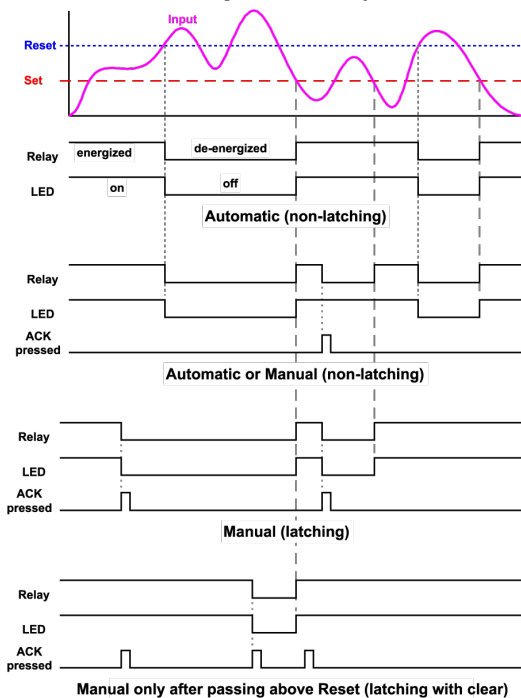 Input
Reset
Set
energized
de-energized
Relay
on
off
LED
Automatic (non-latching)
Relay
LED
ACK
pressed
Automatic or Manual (non-latching)
Relay
LED
ACK
pressed
Manual (latching)
Relay
LED
ACK
pressed
Manual only after passing above Reset (latching with clear)